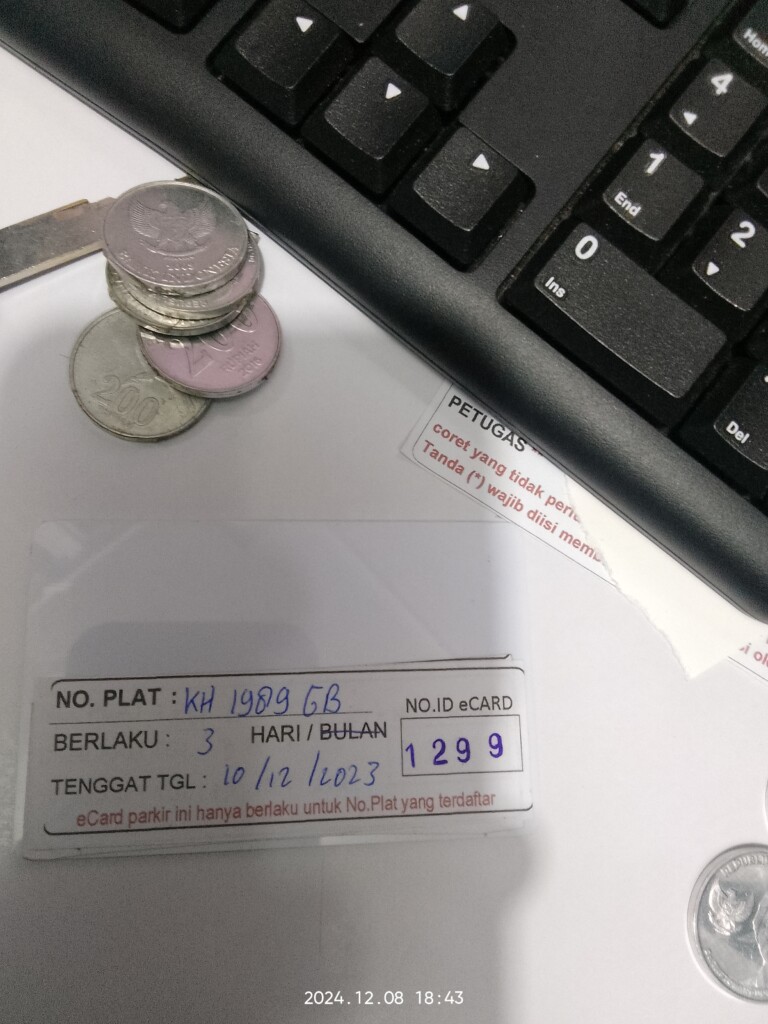 Home
4
1
End
2
0
Ins
Del
200
PETUGAS
coret yang tidak
Tanda (*) wajib diisi
NO. PLAT : KH 1989 GB
NO.ID eCARD
BERLAKU : 3 HARI / BULAN
1299
TENGGAT TGL : 10/12/2023
eCard parkir ini hanya berlaku untuk No.Plat yang terdaftar
2024.12.08 18:43